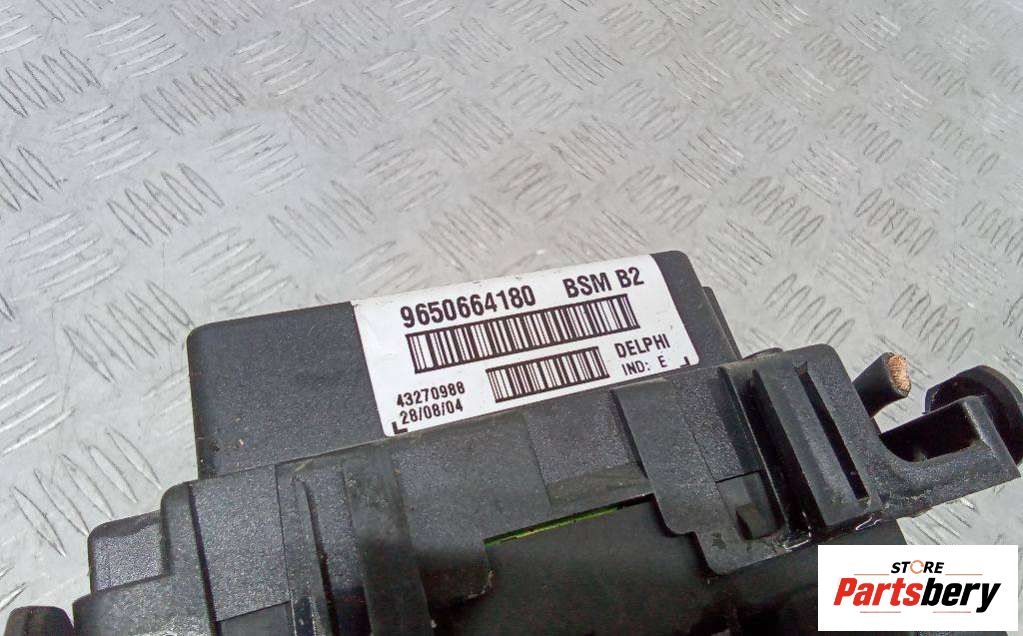 9650664180 BSM B2
DELPHI
43270988
IND: E
28/08/04
L
STORE
Partsbery